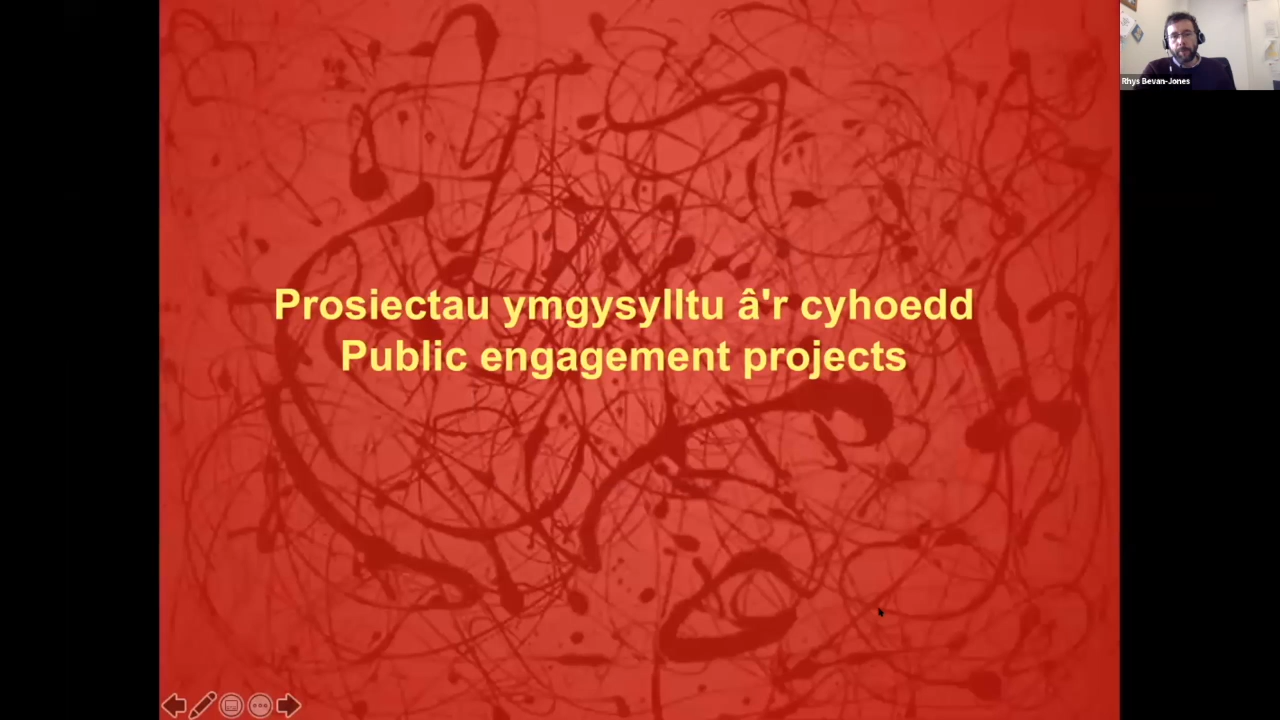 Prosiectau ymgysylltu â'r cyhoedd
Public engagement projects
Rhys Bevan-Jones